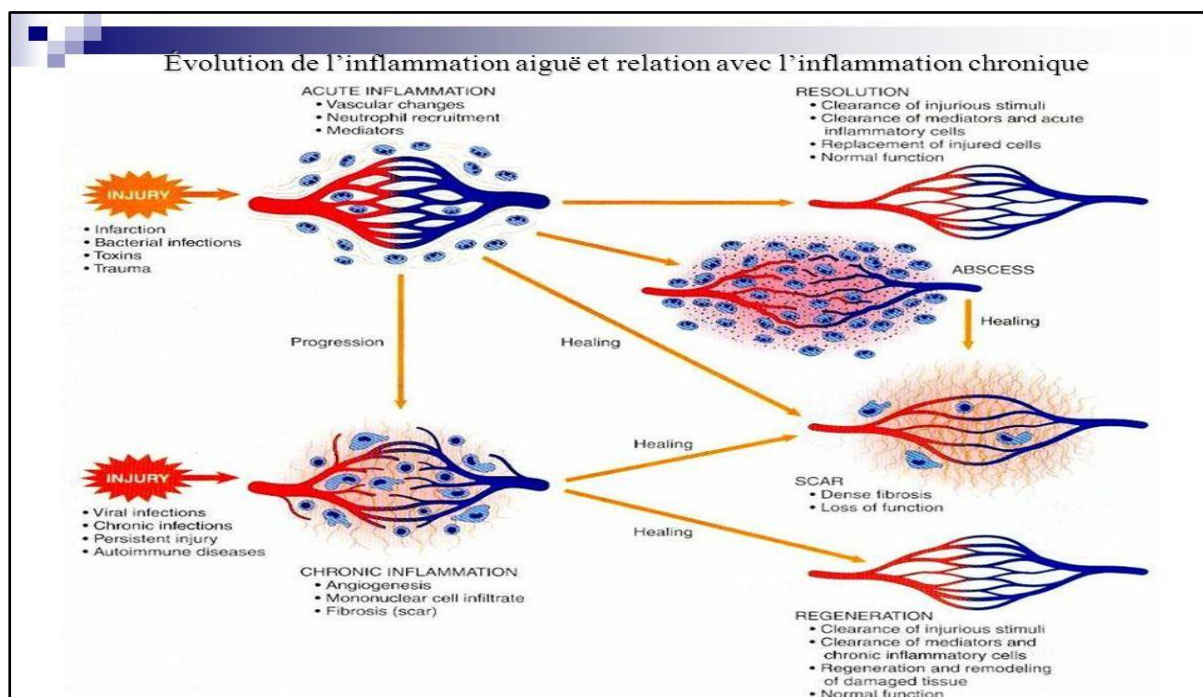 Évolution de l’inflammation aiguë et relation avec l’inflammation chronique
ACUTE INFLAMMATION
• Vascular changes
• Neutrophil recruitment
• Mediators
RESOLUTION
• Clearance of injurious stimuli
• Clearance of mediators and acute
inflammatory cells
• Replacement of injured cells
• Normal function
INJURY
• Infarction
• Bacterial infections
• Toxins
• Trauma
ABSCESS
Healing
Progression
Healing
Healing
INJURY
• Viral infections
• Chronic infections
• Persistent injury
• Autoimmune diseases
SCAR
• Dense fibrosis
• Loss of function
Healing
CHRONIC INFLAMMATION
• Angiogenesis
• Mononuclear cell infiltrate
• Fibrosis (scar)
REGENERATION
• Clearance of injurious stimuli
• Clearance of mediators and
chronic inflammatory cells
• Regeneration and remodeling
of damaged tissue
• Normal function